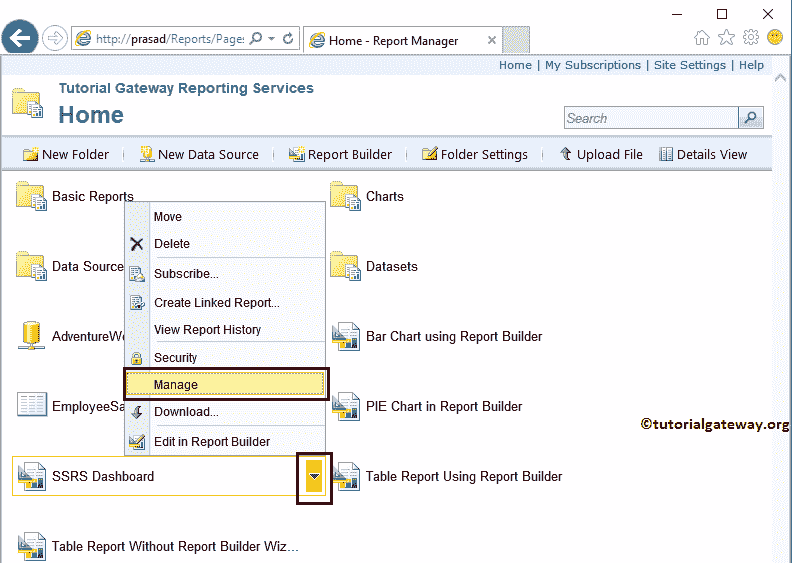 http://prasad/Reports/Page:
Home - Report Manager
Home | My Subscriptions | Site Settings | Help
Tutorial Gateway Reporting Services
Home
Search
New Folder
New Data Source
Report Builder
Folder Settings
Upload File
Details View
Basic Reports
Charts
Move
Delete
Data Source
Datasets
Subscribe...
Create Linked Report...
View Report History
AdventureWo
Bar Chart using Report Builder
Security
Manage
EmployeeSa
PIE Chart in Report Builder
Download...
©tutorialgateway.org
Edit in Report Builder
SSRS Dashboard
Table Report Using Report Builder
Table Report Without Report Builder Wiz...